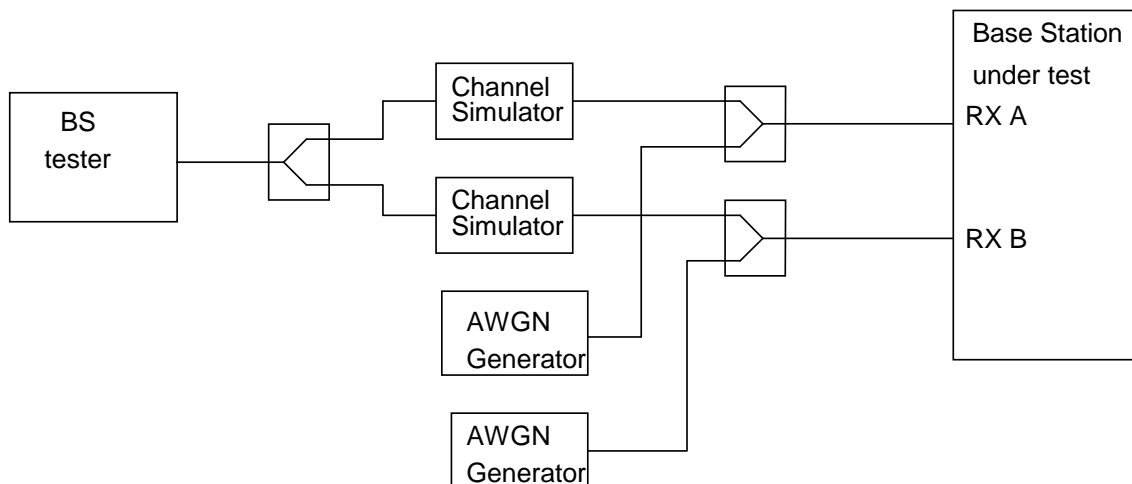 BS
tester
Channel
Simulator
Channel
Simulator
AWGN
Generator
AWGN
Generator
Base Station
under test
RX A
RX B